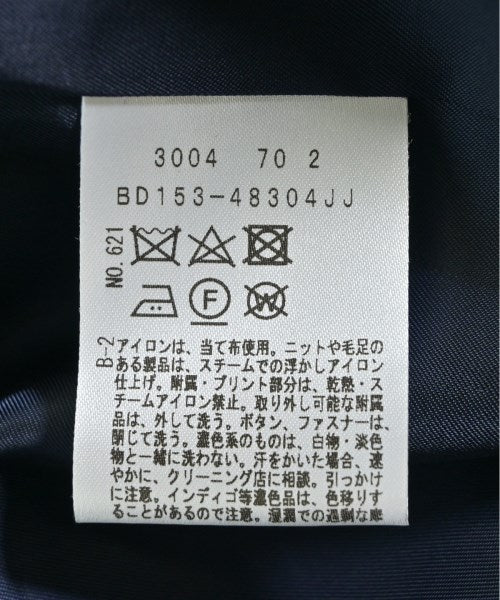 3004 70 2
BD153-48304JJ
NO.621
F
W
B-2
アイロンは、当て布使用。ニットや毛足の
ある製品は、スチームでの浮かしアイロン
仕上げ。附属・プリント部分は、乾熱・ス
チームアイロン禁止。取り外し可能な附属
品は、外して洗う。ボタン、ファスナーは、
閉じて洗う。濃色系のものは、白物・淡色
物と一緒に洗わない。汗をかいた場合、速
やかに、クリーニング店に相談。引っかけ
に注意。インディゴ等濃色品は、色移りす
ることがあるので注意。湿潤での過剰な摩